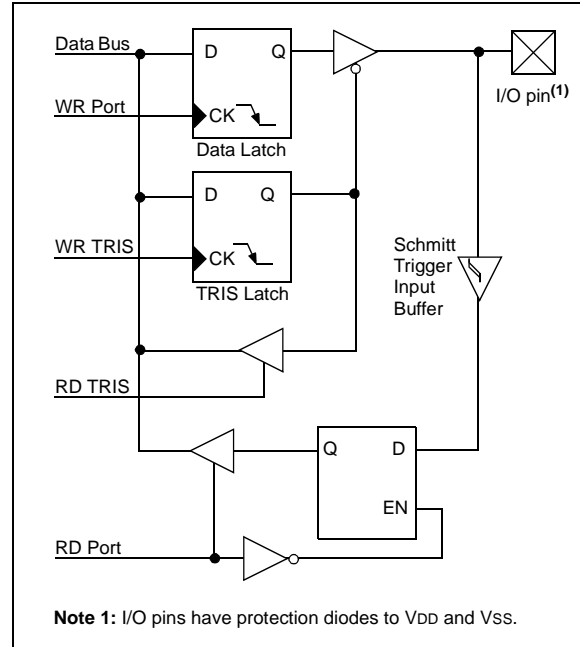 Data Bus
D Q
I/O pin(1)
WR Port
CK
Data Latch
D Q
WR TRIS
CK
TRIS Latch
Schmitt
Trigger
Input
Buffer
RD TRIS
Q D
EN
RD Port
Note 1: I/O pins have protection diodes to VDD and VSS.